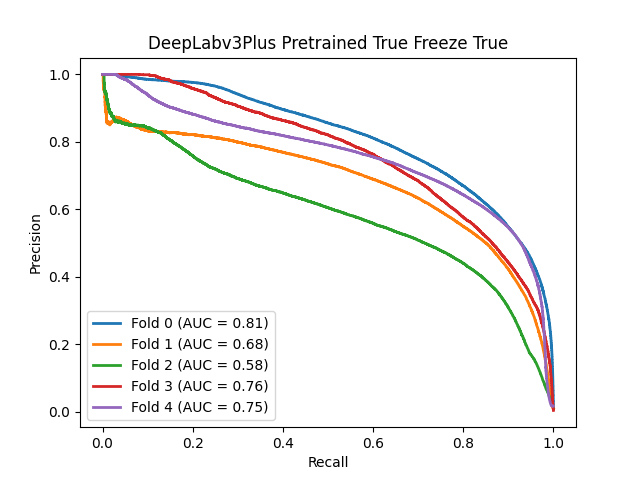 DeepLabv3Plus Pretrained True Freeze True
1.0
0.8
0.6
0.4
0.2
0.0
Precision
Fold 0 (AUC = 0.81)
Fold 1 (AUC = 0.68)
Fold 2 (AUC = 0.58)
Fold 3 (AUC = 0.76)
Fold 4 (AUC = 0.75)
0.0 0.2 0.4 0.6 0.8 1.0
Recall